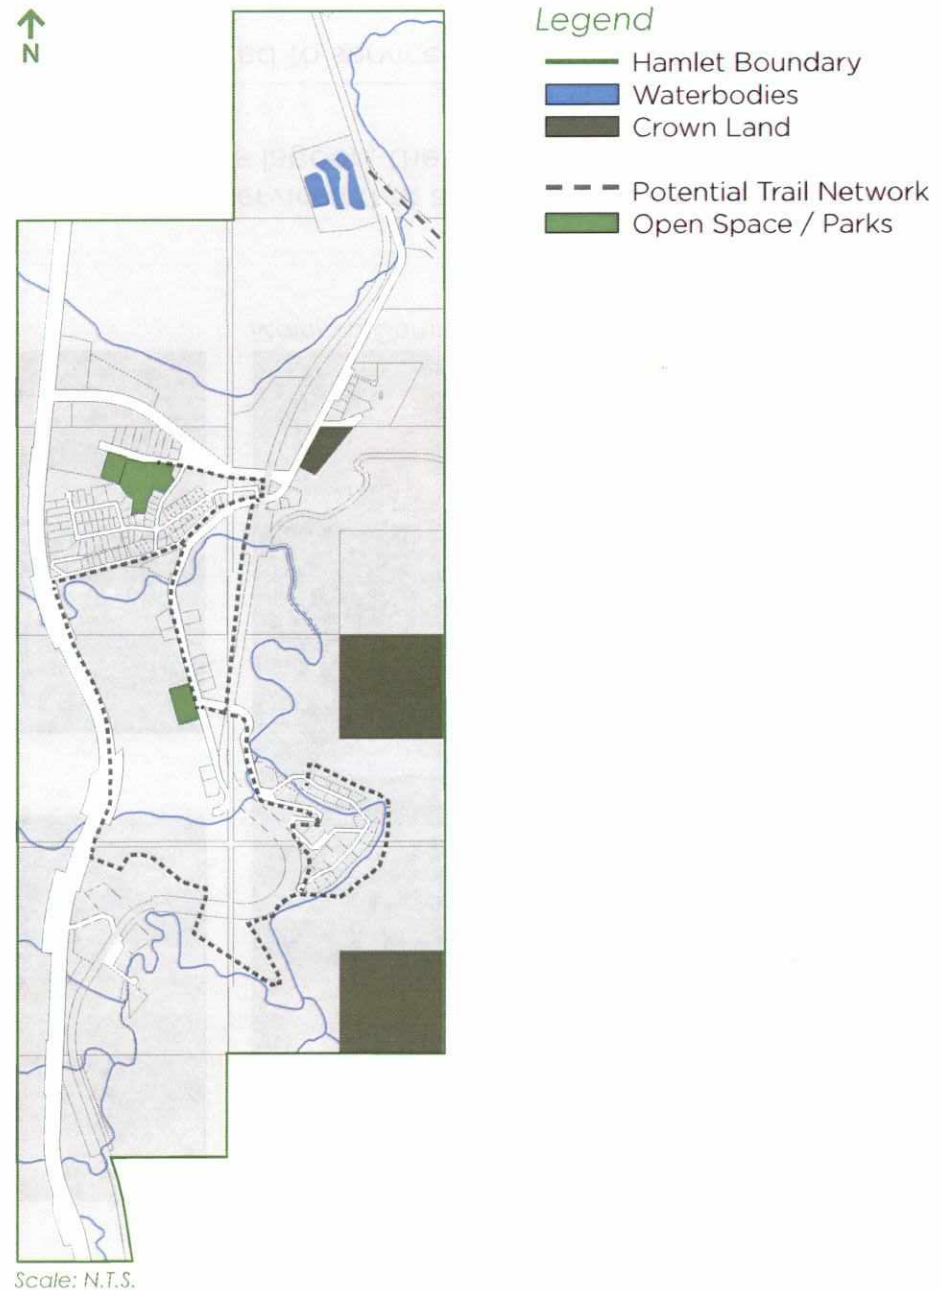 N
Legend
Hamlet Boundary
Waterbodies
Crown Land
Potential Trail Network
Open Space / Parks
Scale: N.T.S.